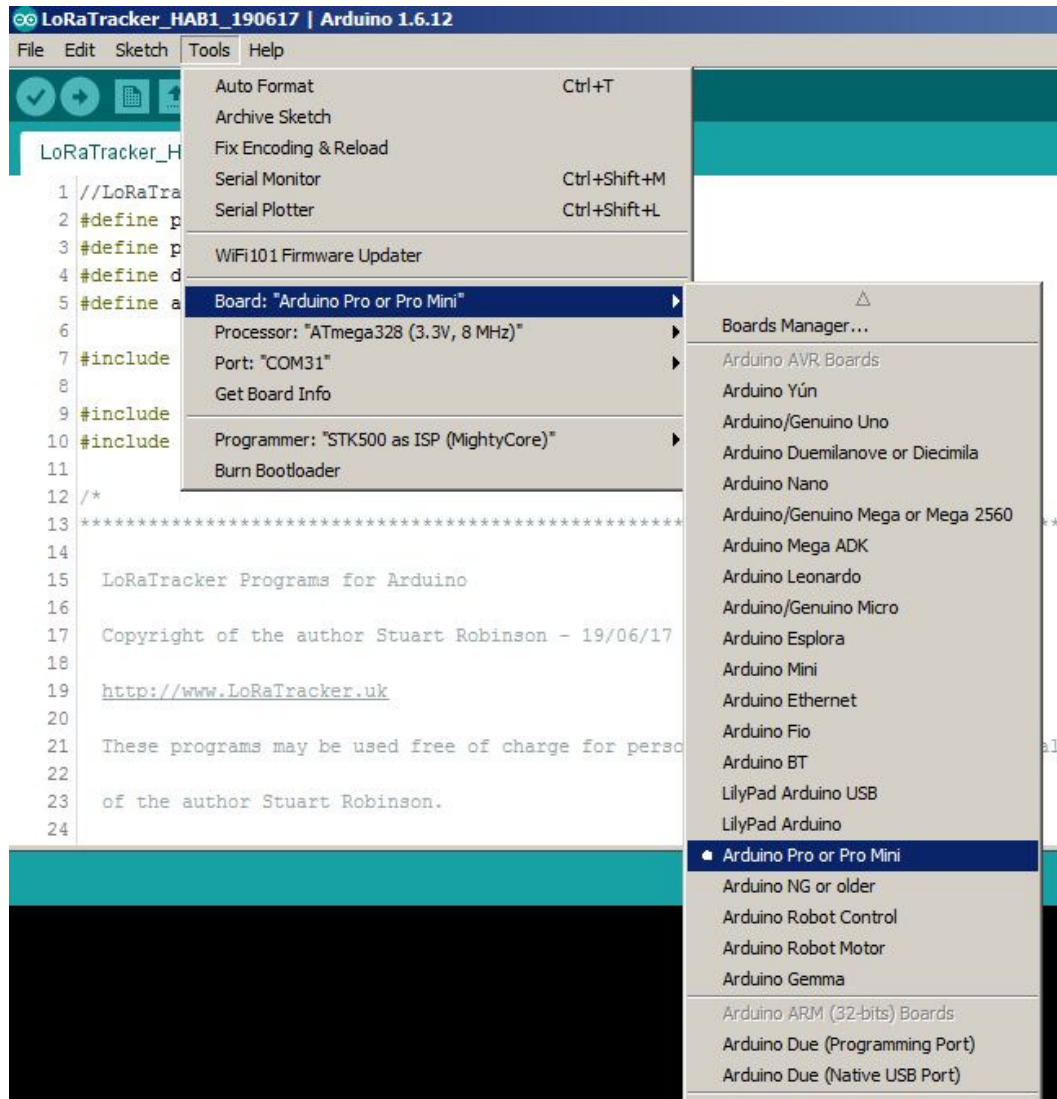 LoRaTracker_HAB1_190617 | Arduino 1.6.12
File Edit Sketch Tools Help
LoRaTracker_H
Auto Format Ctrl+T
Archive Sketch
Fix Encoding & Reload
Serial Monitor Ctrl+Shift+M
Serial Plotter Ctrl+Shift+L
WiFi101 Firmware Updater
Board: "Arduino Pro or Pro Mini"
Processor: "ATmega328 (3.3V, 8 MHz)"
Port: "COM31"
Get Board Info
Programmer: "STK500 as ISP (MightyCore)"
Burn Bootloader
Boards Manager...
Arduino AVR Boards
Arduino Yún
Arduino/Genuino Uno
Arduino Duemilanove or Diecimila
Arduino Nano
Arduino/Genuino Mega or Mega 2560
Arduino Mega ADK
Arduino Leonardo
Arduino/Genuino Micro
Arduino Esplora
Arduino Mini
Arduino Ethernet
Arduino Fio
Arduino BT
LilyPad Arduino USB
LilyPad Arduino
Arduino Pro or Pro Mini
Arduino NG or older
Arduino Robot Control
Arduino Robot Motor
Arduino Gemma
Arduino ARM (32-bits) Boards
Arduino Due (Programming Port)
Arduino Due (Native USB Port)
1 //LoRaTra
2 #define p
3 #define p
4 #define d
5 #define a
6
7 #include
8
9 #include
10 #include
11
12 /*
13 *****************************************************
14
15 LoRaTracker Programs for Arduino
16
17 Copyright of the author Stuart Robinson - 19/06/17
18
19 http://www.LoRaTracker.uk
20
21 These programs may be used free of charge for perso
22
23 of the author Stuart Robinson.
24